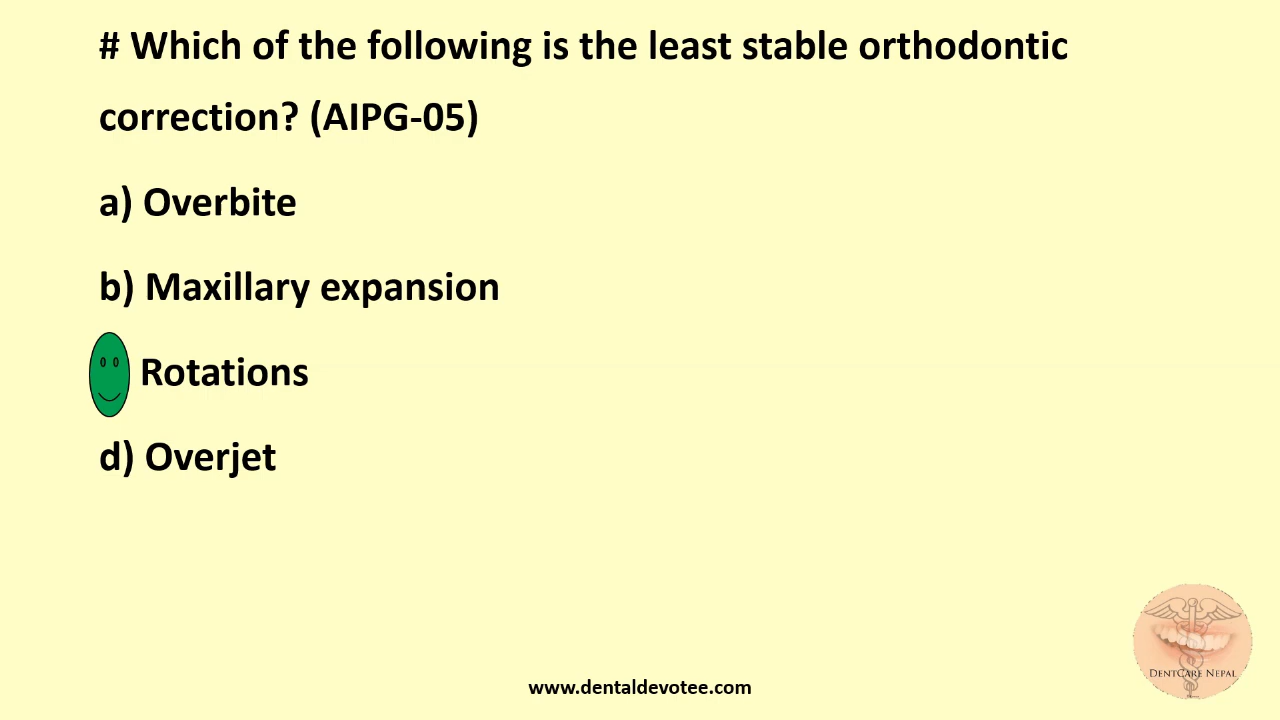 # Which of the following is the least stable orthodontic
correction? (AIPG-05)
a) Overbite
b) Maxillary expansion
Rotations
d) Overjet
DentCare Nepal
www.dentaldevotee.com